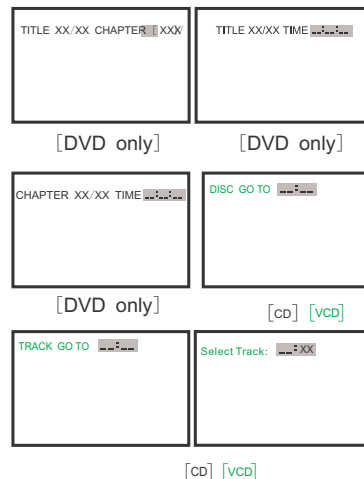 TITLE XX/XX CHAPTER [ XXX/
TITLE XX/XX TIME --:--:--
[DVD only]
[DVD only]
CHAPTER XX/XX TIME --:--:--
DISC GO TO --:--
[DVD only]
[CD] [VCD]
TRACK GO TO --:--
Select Track: --:XX
[CD] [VCD]